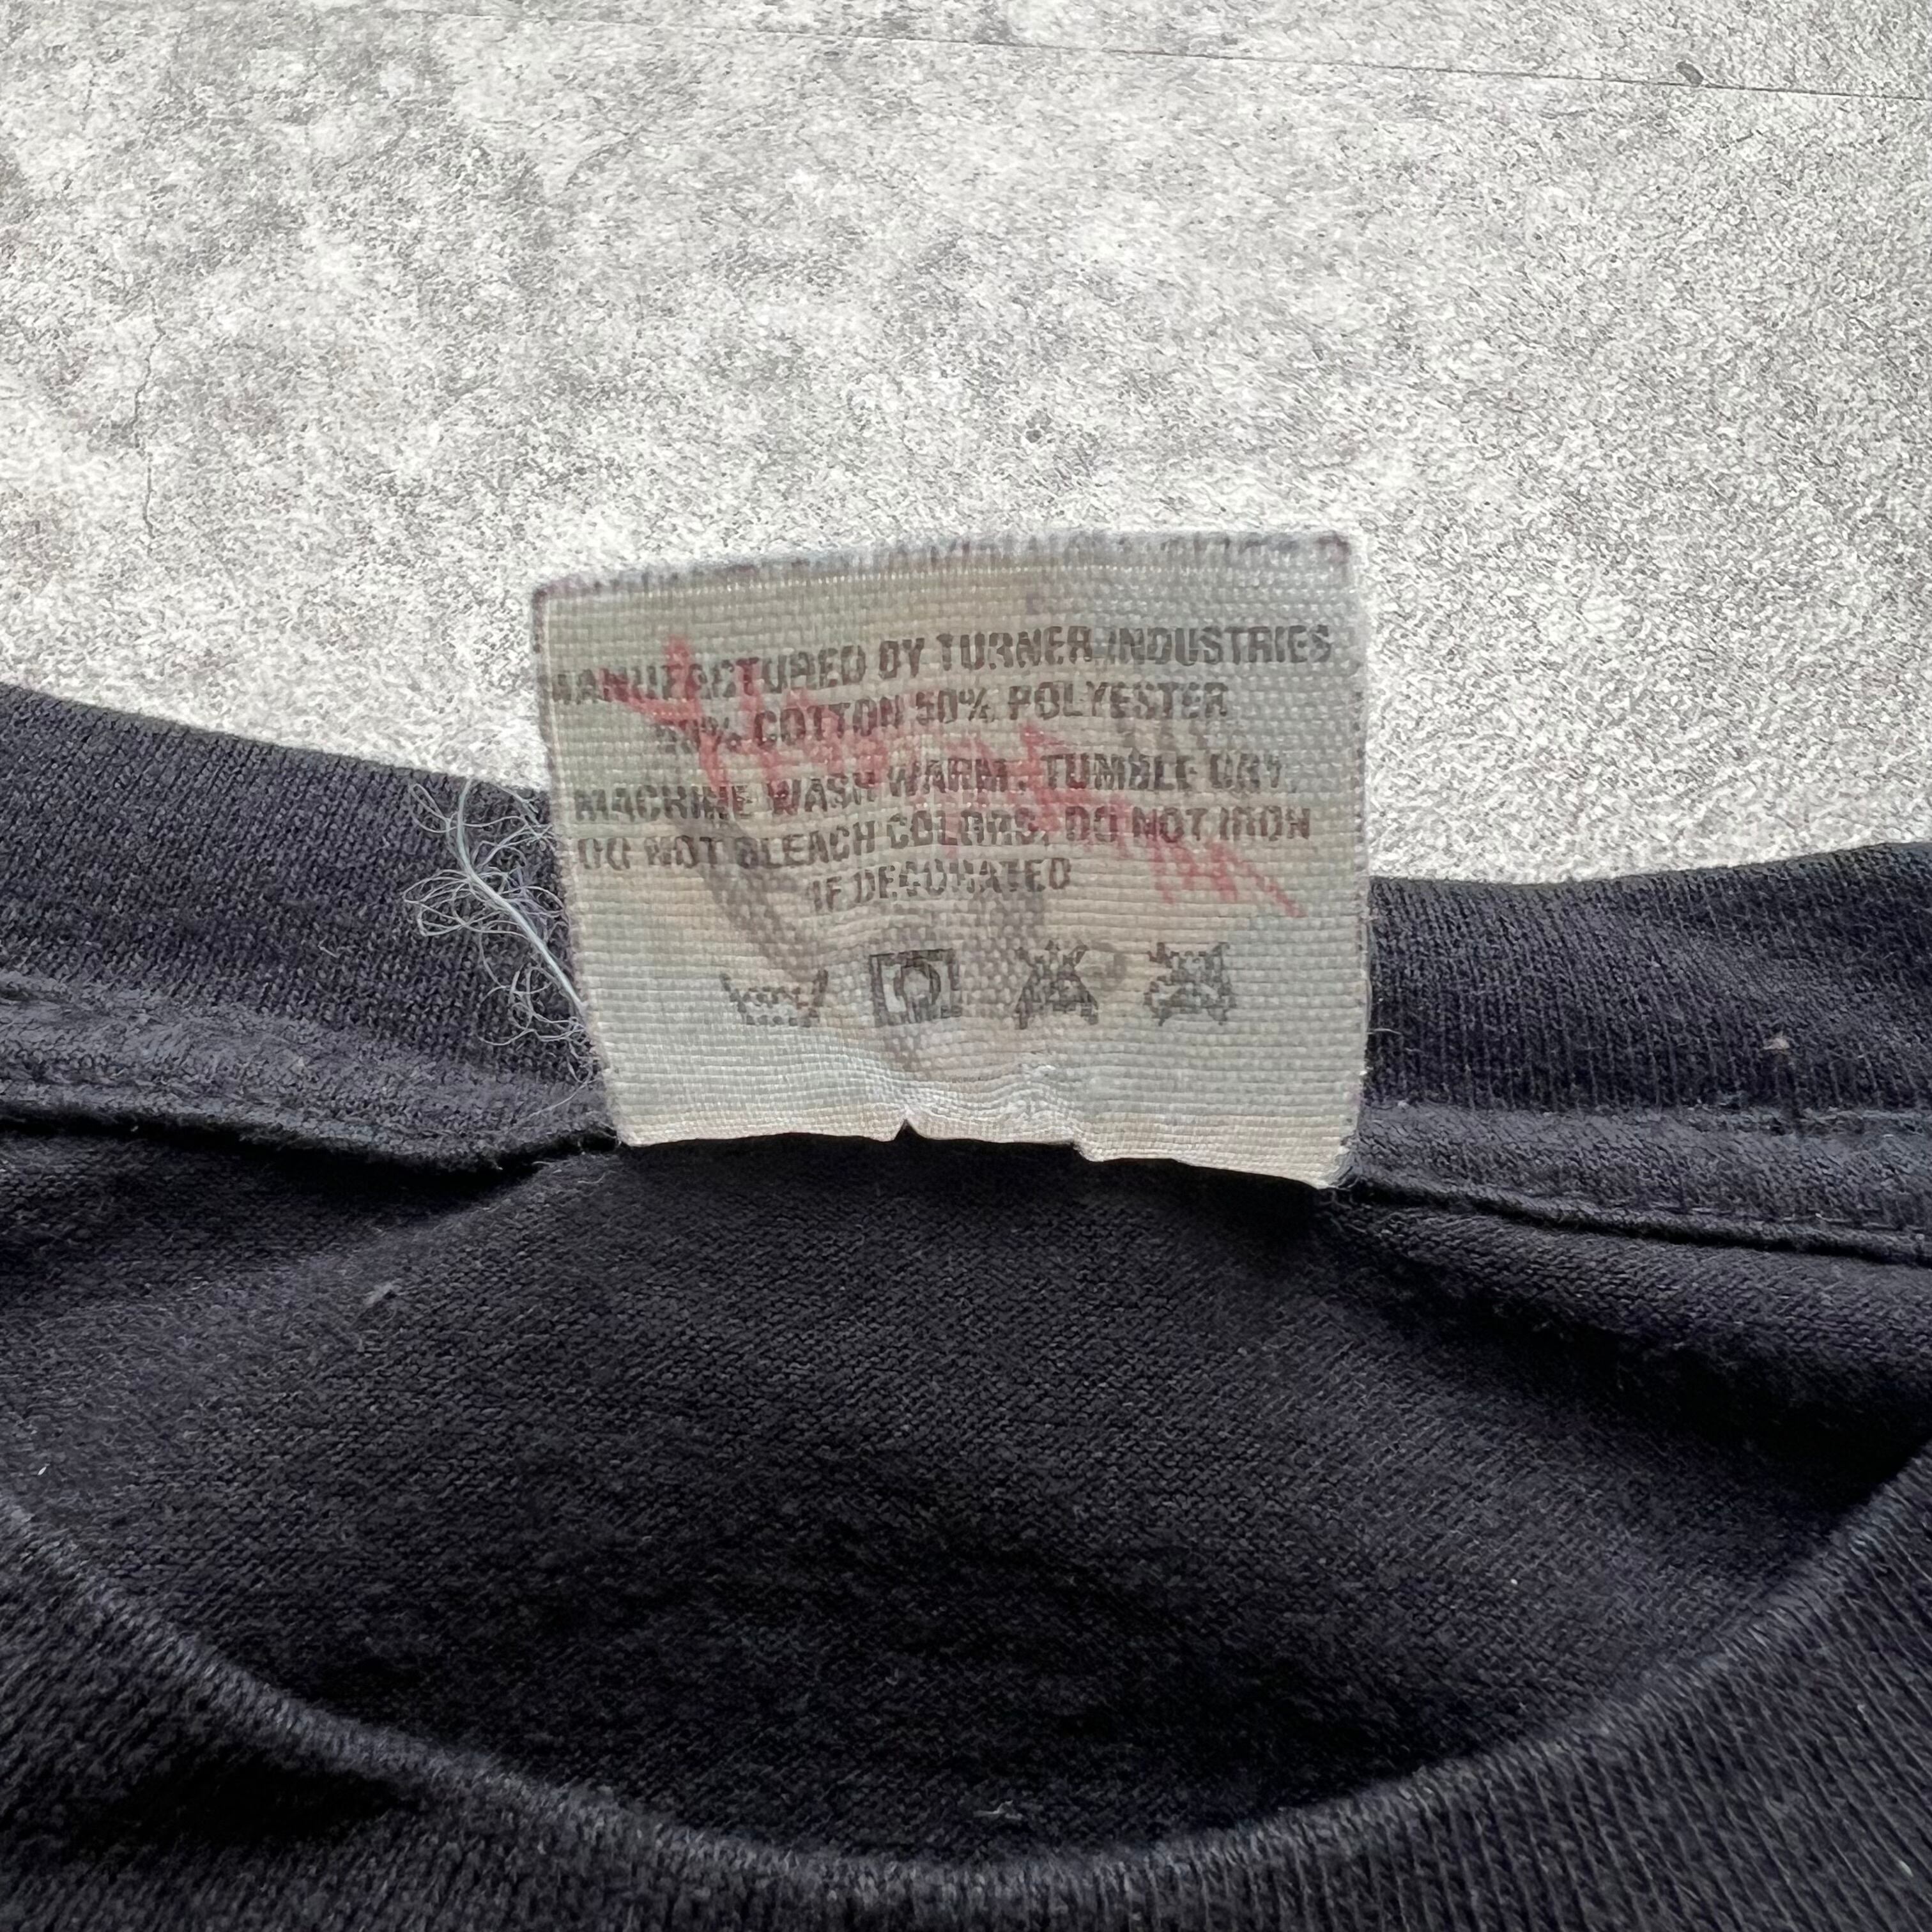 MANUFACTURED BY TURNER INDUSTRIES
50% COTTON 50% POLYESTER
MACHINE WASH WARM. TUMBLE DRY.
DO NOT BLEACH COLORS. DO NOT IRON
IF DECORATED